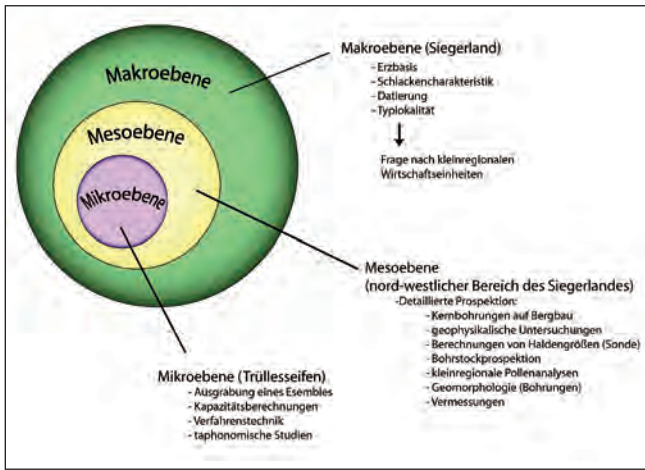 Makroebene
Mesoebene
Mikroebene
Makroebene (Siegerland)
- Erzbasis
- Schlackencharakteristik
- Datierung
- Typlokalität
Frage nach kleinregionalen
Wirtschaftseinheiten
Mesoebene
(nord-westlicher Bereich des Siegerlandes)
-Detaillierte Prospektion:
- Kernbohrungen auf Bergbau
geophysikalische Untersuchungen
- Berechnungen von Haldengrößen (Sonde)
- Bohrstockprospektion
- kleinregionale Pollenanalysen
- Geomorphologie (Bohrungen)
- Vermessungen
Mikroebene (Trüllesseifen)
- Ausgrabung eines Esembles
- Kapazitätsberechnungen
- Verfahrenstechnik
- taphonomische Studien